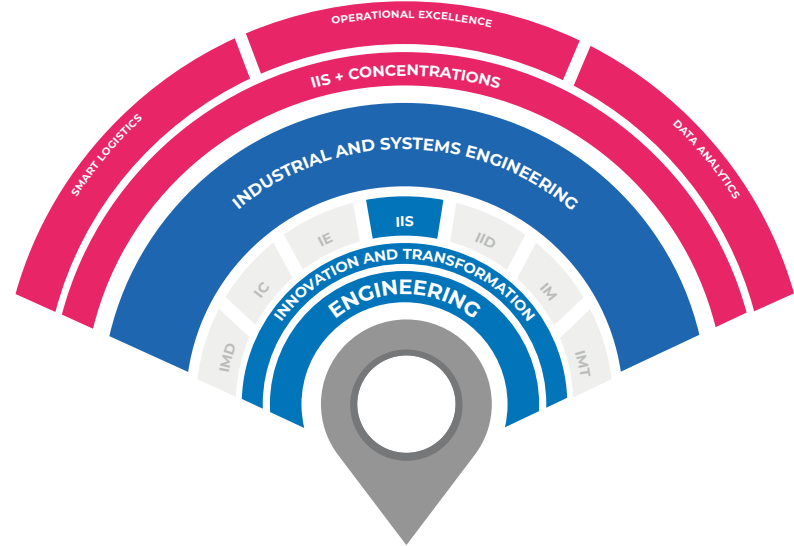 OPERATIONAL EXCELLENCE
SMART LOGISTICS
DATA ANALYTICS
IIS + CONCENTRATIONS
INDUSTRIAL AND SYSTEMS ENGINEERING
IMD
IC
IE
IIS
IID
IM
IMT
INNOVATION AND TRANSFORMATION
ENGINEERING